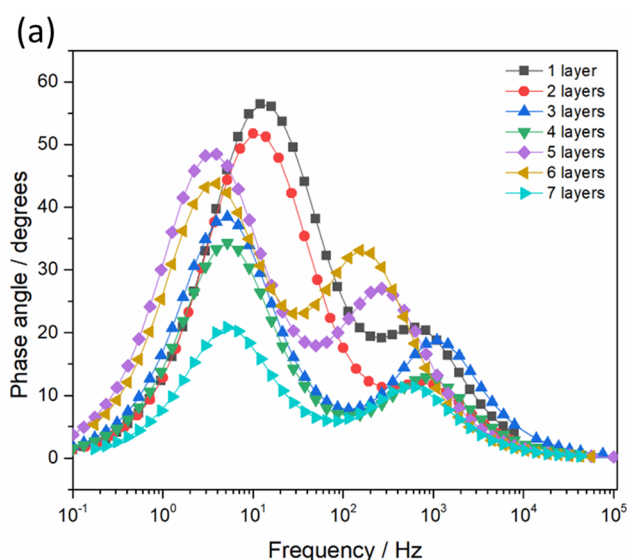 (a)
60
50
40
30
20
10
0
Phase angle / degrees
1 layer
2 layers
3 layers
4 layers
5 layers
6 layers
7 layers
10⁻¹ 10⁰ 10¹ 10² 10³ 10⁴ 10⁵
Frequency / Hz